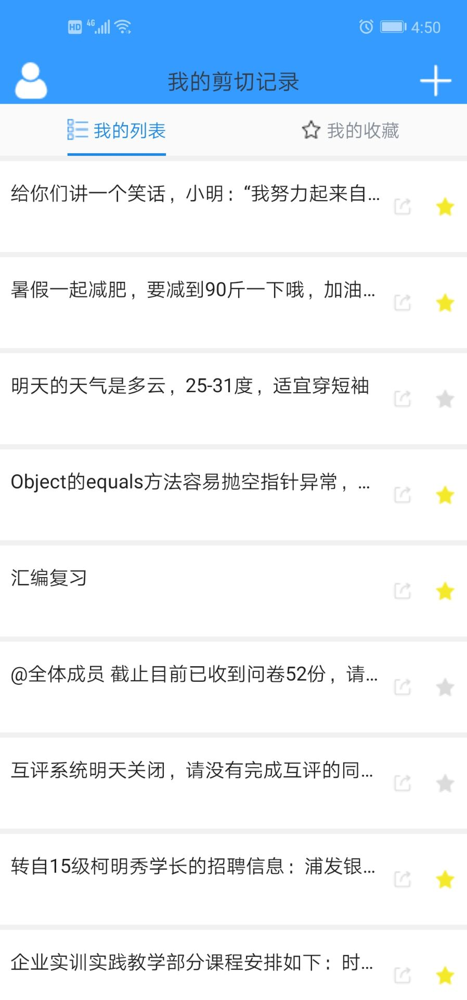 HD 4G 4:50
我的剪切记录
我的列表 我的收藏
给你们讲一个笑话，小明：“我努力起来自...
暑假一起减肥，要减到90斤一下哦，加油...
明天的天气是多云，25-31度，适宜穿短袖
Object的equals方法容易抛空指针异常，...
汇编复习
@全体成员 截止目前已收到问卷52份，请...
互评系统明天关闭，请没有完成互评的同...
转自15级柯明秀学长的招聘信息：浦发银...
企业实训实践教学部分课程安排如下：时...